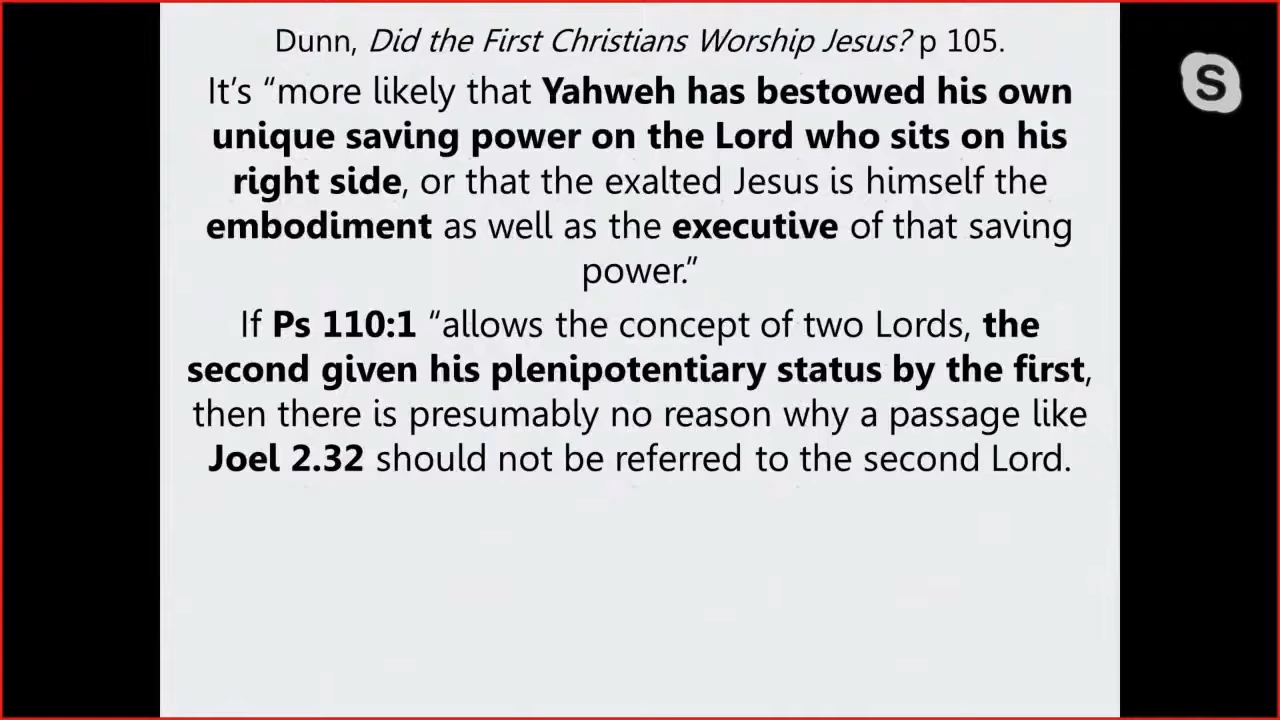 Dunn, Did the First Christians Worship Jesus? p 105.
It’s “more likely that Yahweh has bestowed his own
unique saving power on the Lord who sits on his
right side, or that the exalted Jesus is himself the
embodiment as well as the executive of that saving
power.”
If Ps 110:1 “allows the concept of two Lords, the
second given his plenipotentiary status by the first,
then there is presumably no reason why a passage like
Joel 2.32 should not be referred to the second Lord.
S